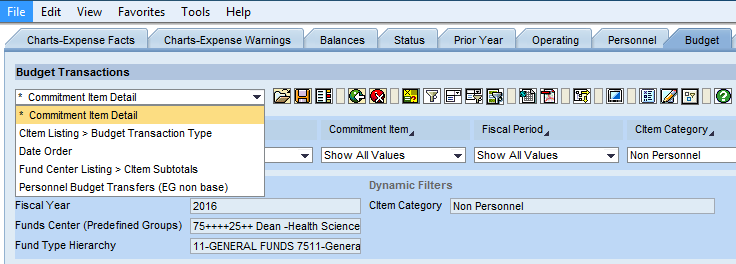 File Edit View Favorites Tools Help
Charts-Expense Facts Charts-Expense Warnings Balances Status Prior Year Operating Personnel Budget
Budget Transactions
* Commitment Item Detail
* Commitment Item Detail
CItem Listing > Budget Transaction Type
Date Order
Fund Center Listing > CItem Subtotals
Personnel Budget Transfers (EG non base)
Commitment Item Fiscal Period CItem Category
Show All Values Show All Values Non Personnel
Dynamic Filters
Fiscal Year 2016 CItem Category Non Personnel
Funds Center (Predefined Groups) 75++++25++ Dean -Health Science
Fund Type Hierarchy 11-GENERAL FUNDS 7511-Genera